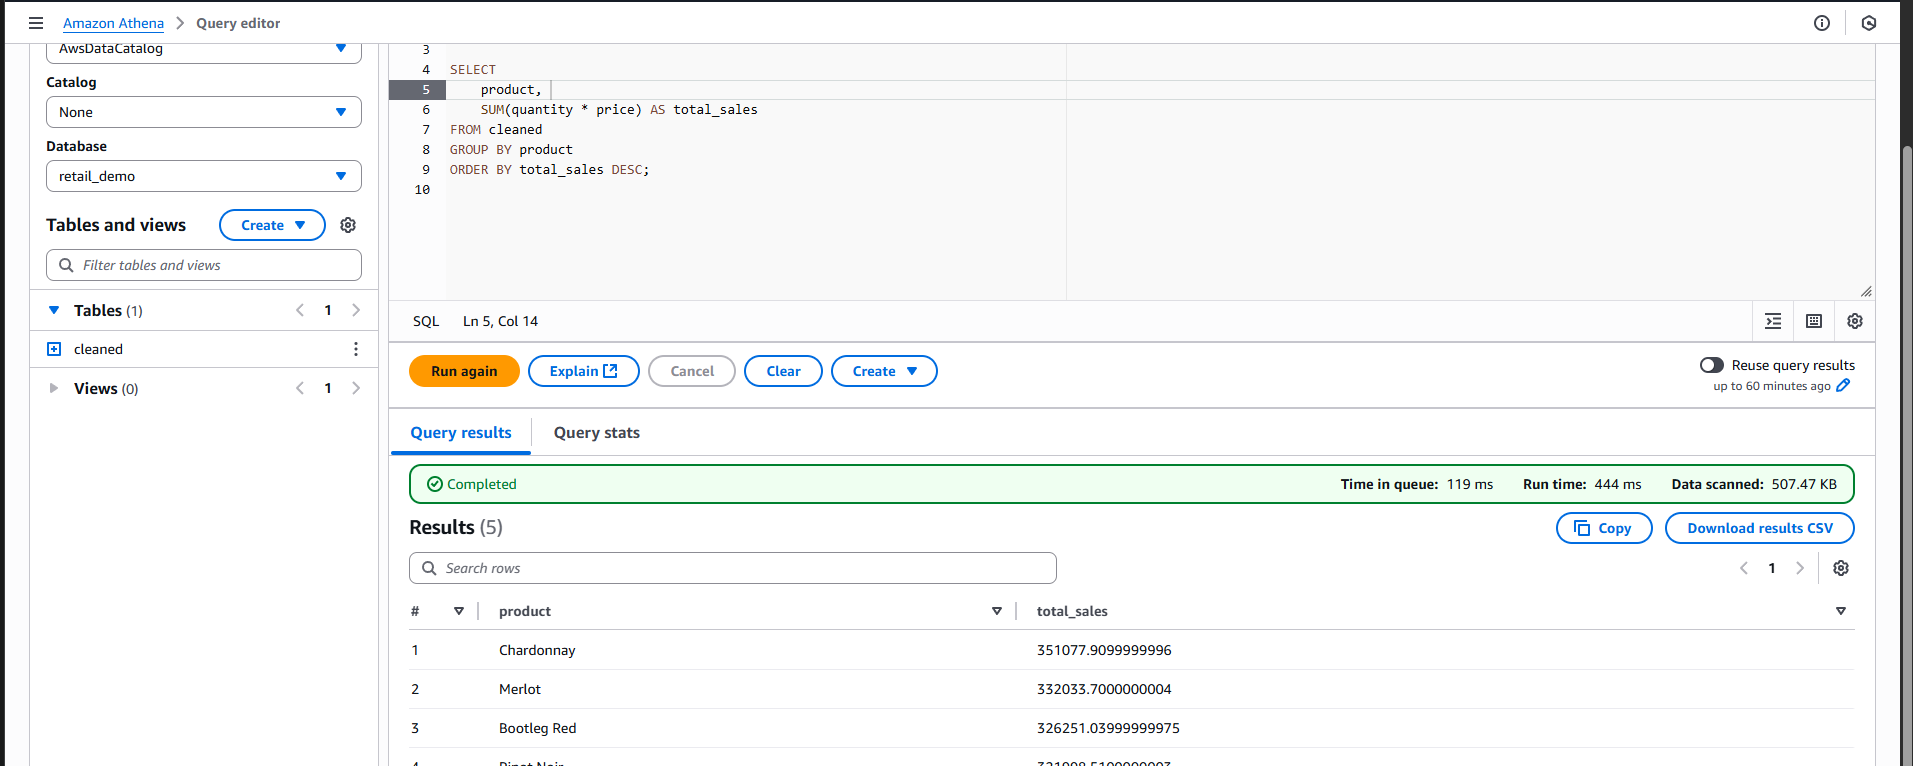 Amazon Athena > Query editor
AwsDataCatalog
Catalog
None
Database
retail_demo
Tables and views
Create
Filter tables and views
Tables (1)
1
cleaned
Views (0)
1
3
4 SELECT
5 product,
6 SUM(quantity * price) AS total_sales
7 FROM cleaned
8 GROUP BY product
9 ORDER BY total_sales DESC;
10
SQL Ln 5, Col 14
Run again Explain Cancel Clear Create
Reuse query results
up to 60 minutes ago
Query results Query stats
Completed Time in queue: 119 ms Run time: 444 ms Data scanned: 507.47 KB
Results (5)
Copy Download results CSV
Search rows
1
# product total_sales
1 Chardonnay 351077.9099999996
2 Merlot 332033.7000000004
3 Bootleg Red 326251.03999999975
4 Pinot Noir